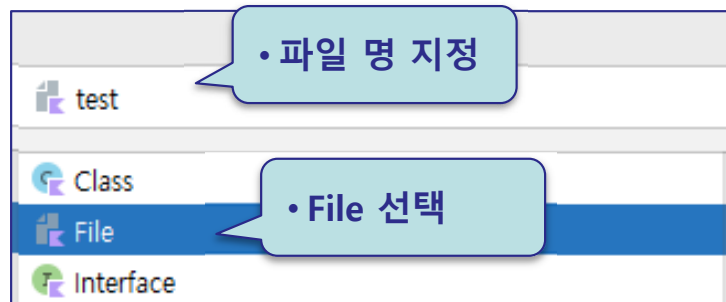 • 파일 명 지정
test
Class
• File 선택
File
Interface